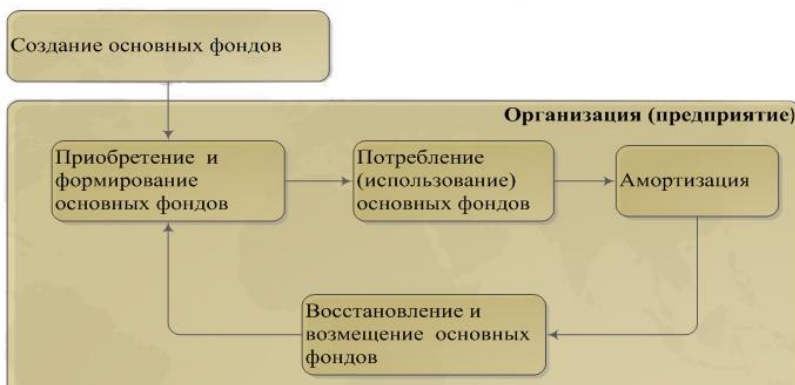 Создание основных фондов
Организация (предприятие)
Приобретение и
формирование
основных фондов
Потребление
(использование)
основных фондов
Амортизация
Восстановление и
возмещение основных
фондов